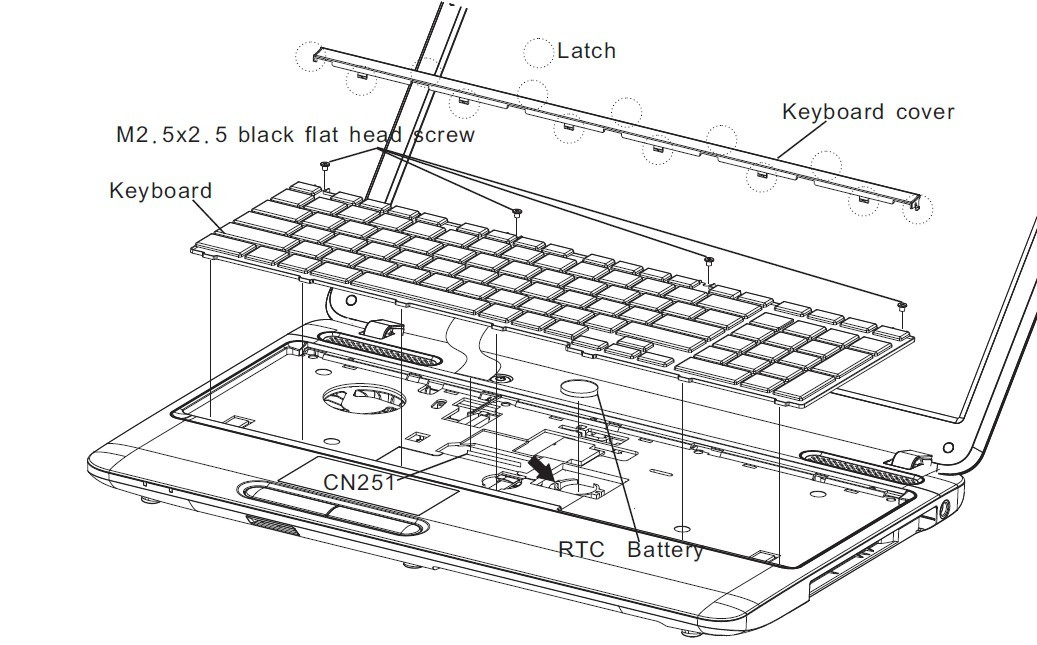 Latch
Keyboard cover
M2.5x2.5 black flat head screw
Keyboard
CN251
RTC Battery